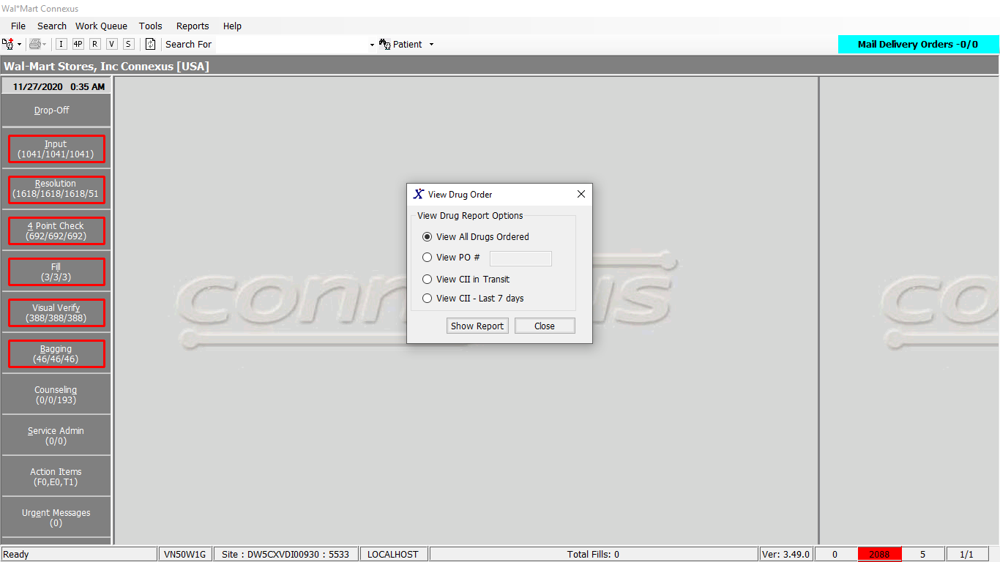 Wal*Mart Connexus
File Search Work Queue Tools Reports Help
I 4P R V S Search For Patient Mail Delivery Orders -0/0
Wal-Mart Stores, Inc Connexus [USA]
11/27/2020 0:35 AM
Drop-Off
Input
(1041/1041/1041)
Resolution
(1618/1618/1618/51
4 Point Check
(692/692/692)
Fill
(3/3/3)
Visual Verify
(388/388/388)
Bagging
(46/46/46)
Counseling
(0/0/193)
Service Admin
(0/0)
Action Items
(F0,E0,T1)
Urgent Messages
(0)
View Drug Order
View Drug Report Options
View All Drugs Ordered
View PO #
View CII in Transit
View CII - Last 7 days
Show Report Close
Ready VN50W1G Site : DW5CXVDI00930 : 5533 LOCALHOST Total Fills: 0 Ver: 3.49.0 0 2088 5 1/1